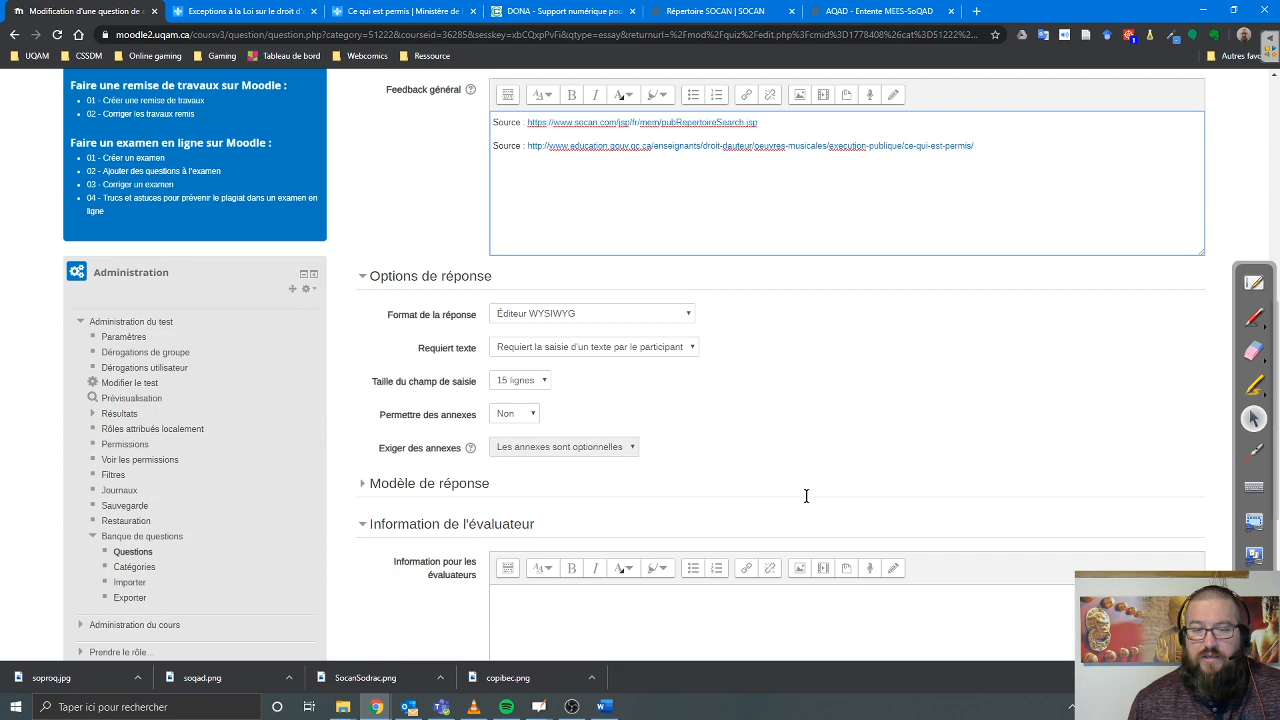 Modification d'une question de c
Exceptions à la Loi sur le droit d'
Ce qui est permis | Ministère de l
DONA - Support numérique pour
Répertoire SOCAN | SOCAN
AQAD - Entente MEES-SoQAD
moodle2.uqam.ca/coursv3/question/question.php?category=51222&courseid=36285&sesskey=xbCQxpPvFi&qtype=essay&returnurl=%2Fmod%2Fquiz%2Fedit.php%3Fcmid%3D1778408%26cat%3D51222%...
UQAM
CSSDM
Online gaming
Gaming
Tableau de bord
Webcomics
Ressource
Autres favoris
Faire une remise de travaux sur Moodle :
01 - Créer une remise de travaux
02 - Corriger les travaux remis
Faire un examen en ligne sur Moodle :
01 - Créer un examen
02 - Ajouter des questions à l'examen
03 - Corriger un examen
04 - Trucs et astuces pour prévenir le plagiat dans un examen en
ligne
Administration
Administration du test
Paramètres
Dérogations de groupe
Dérogations utilisateur
Modifier le test
Prévisualisation
Résultats
Rôles attribués localement
Permissions
Voir les permissions
Filtres
Journaux
Sauvegarde
Restauration
Banque de questions
Questions
Catégories
Importer
Exporter
Administration du cours
Prendre le rôle...
Feedback général
Source : https://www.socan.com/jsp/fr/mem/pubRepertoireSearch.jsp
Source : http://www.education.gouv.qc.ca/enseignants/droit-dauteur/oeuvres-musicales/execution-publique/ce-qui-est-permis/
Options de réponse
Format de la réponse
Éditeur WYSIWYG
Requiert texte
Requiert la saisie d'un texte par le participant
Taille du champ de saisie
15 lignes
Permettre des annexes
Non
Exiger des annexes
Les annexes sont optionnelles
Modèle de réponse
Information de l'évaluateur
Information pour les
évaluateurs
soproq.jpg
soqad.png
SocanSodrac.png
copibec.png
Taper ici pour rechercher